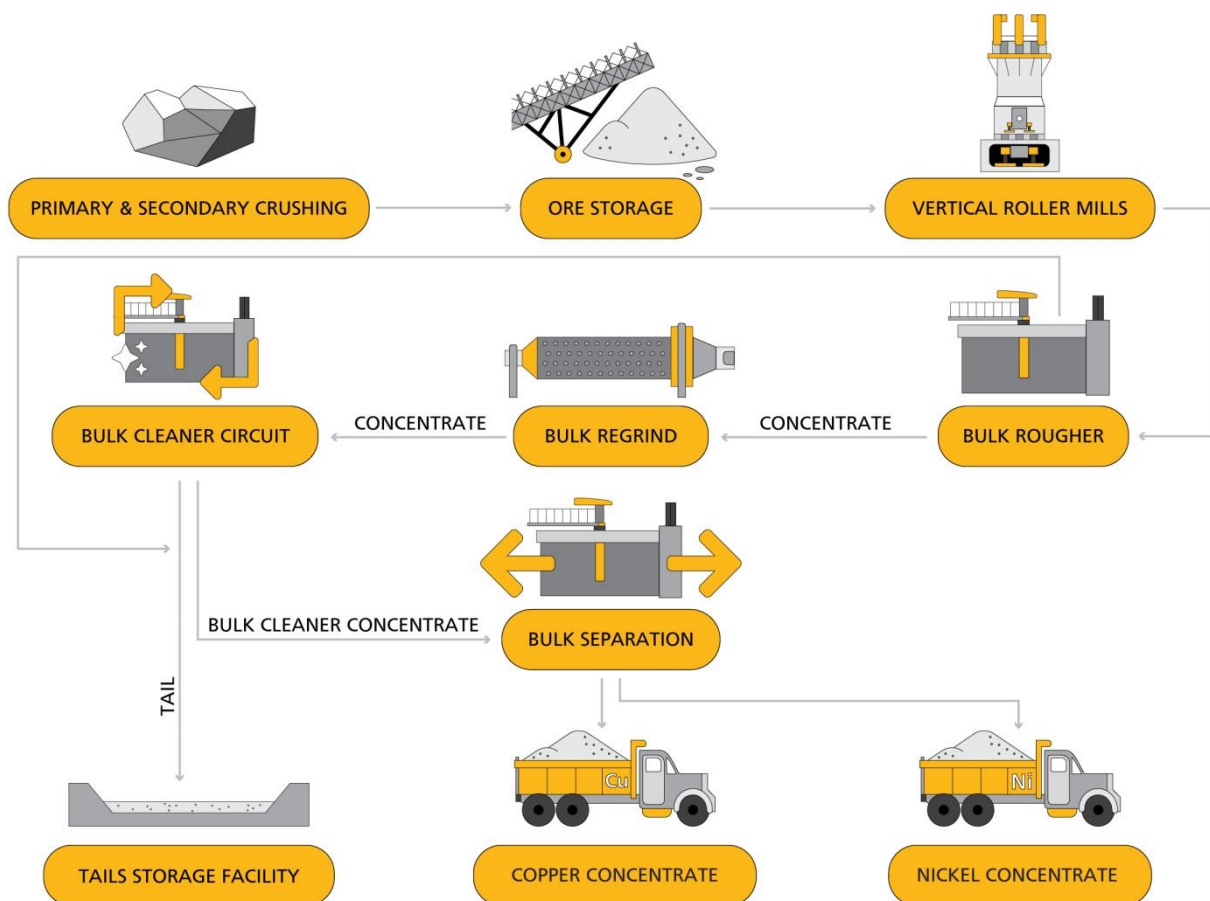 PRIMARY & SECONDARY CRUSHING
ORE STORAGE
VERTICAL ROLLER MILLS
BULK CLEANER CIRCUIT
CONCENTRATE
BULK REGRIND
CONCENTRATE
BULK ROUGHER
BULK CLEANER CONCENTRATE
BULK SEPARATION
TAIL
Cu
Ni
TAILS STORAGE FACILITY
COPPER CONCENTRATE
NICKEL CONCENTRATE